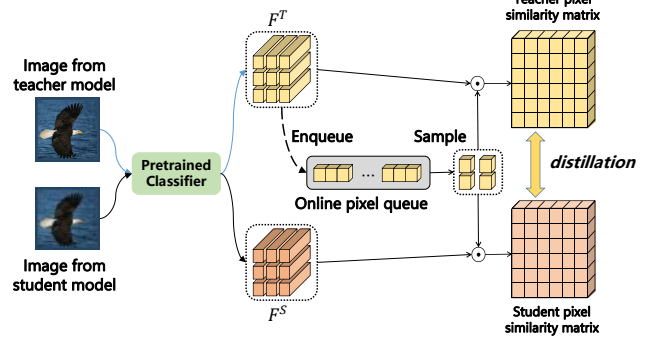 F^T
Teacher pixel
similarity matrix
Image from
teacher model
Enqueue
Sample
Pretrained
Classifier
...
distillation
Online pixel queue
Image from
student model
F^S
Student pixel
similarity matrix